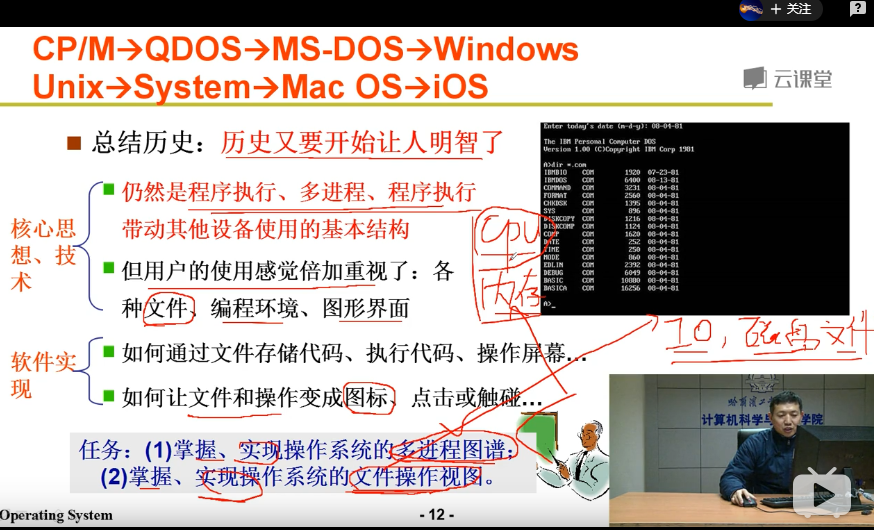 + 关注
CP/M→QDOS→MS-DOS→Windows
Unix→System→Mac OS→iOS
云课堂
总结历史：历史又要开始让人明智了
核心思
想、技
术
仍然是程序执行、多进程、程序执行
带动其他设备使用的基本结构
但用户的使用感觉倍加重视了：各
种文件、编程环境、图形界面
软件实
现
如何通过文件存储代码、执行代码、操作屏幕…
如何让文件和操作变成图标、点击或触碰…
任务：(1)掌握、实现操作系统的多进程图谱；
(2)掌握、实现操作系统的文件操作视图。
Enter today's date (m-d-y): 08-04-81
The IBM Personal Computer DOS
Version 1.00 (C)Copyright IBM Corp 1981
A>dir *.com
IBMBIO COM 1920 07-23-81
IBMDOS COM 6400 08-13-81
COMMAND COM 3231 08-04-81
FORMAT COM 2560 08-04-81
CHKDSK COM 1395 08-04-81
SYS COM 896 08-04-81
DISKCOPY COM 1216 08-04-81
DISKCOMP COM 1124 08-04-81
COMP COM 1620 08-04-81
DATE COM 252 08-04-81
TIME COM 250 08-04-81
MODE COM 860 08-04-81
EDLIN COM 2392 08-04-81
DEBUG COM 6049 08-04-81
BASIC COM 10880 08-04-81
BASICA COM 16256 08-04-81
A>_
CPU
内存
IO，磁盘文件
计算机科学与
学院
Operating System
- 12 -